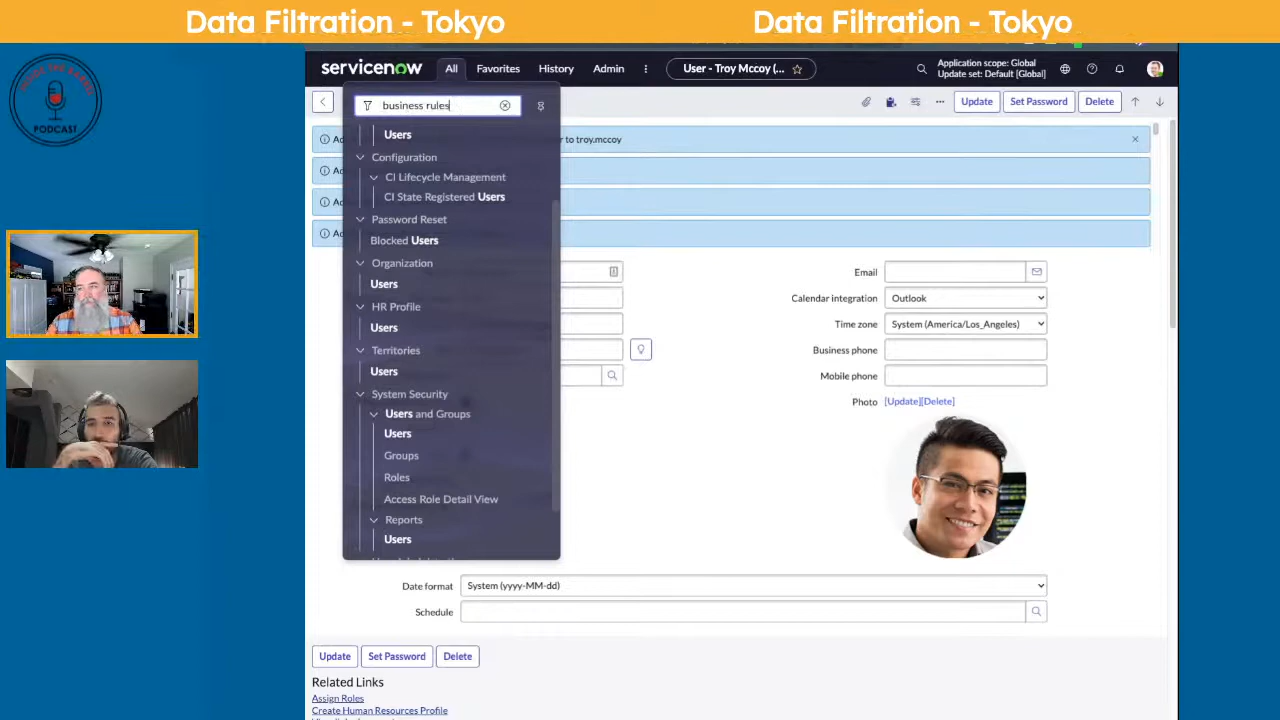 Data Filtration - Tokyo
Data Filtration - Tokyo
PODCAST
servicenow
All
Favorites
History
Admin
User - Troy Mccoy (...
Application scope: Global
Update set: Default [Global]
business rules
Update
Set Password
Delete
Users
Configuration
CI Lifecycle Management
CI State Registered Users
Password Reset
Blocked Users
Organization
Users
HR Profile
Users
Territories
Users
System Security
Users and Groups
Users
Groups
Roles
Access Role Detail View
Reports
Users
Ad
r to troy.mccoy
Ad
Ad
Ad
Email
Calendar integration
Outlook
Time zone
System (America/Los_Angeles)
Business phone
Mobile phone
Photo
[Update][Delete]
Date format
System (yyyy-MM-dd)
Schedule
Update
Set Password
Delete
Related Links
Assign Roles
Create Human Resources Profile